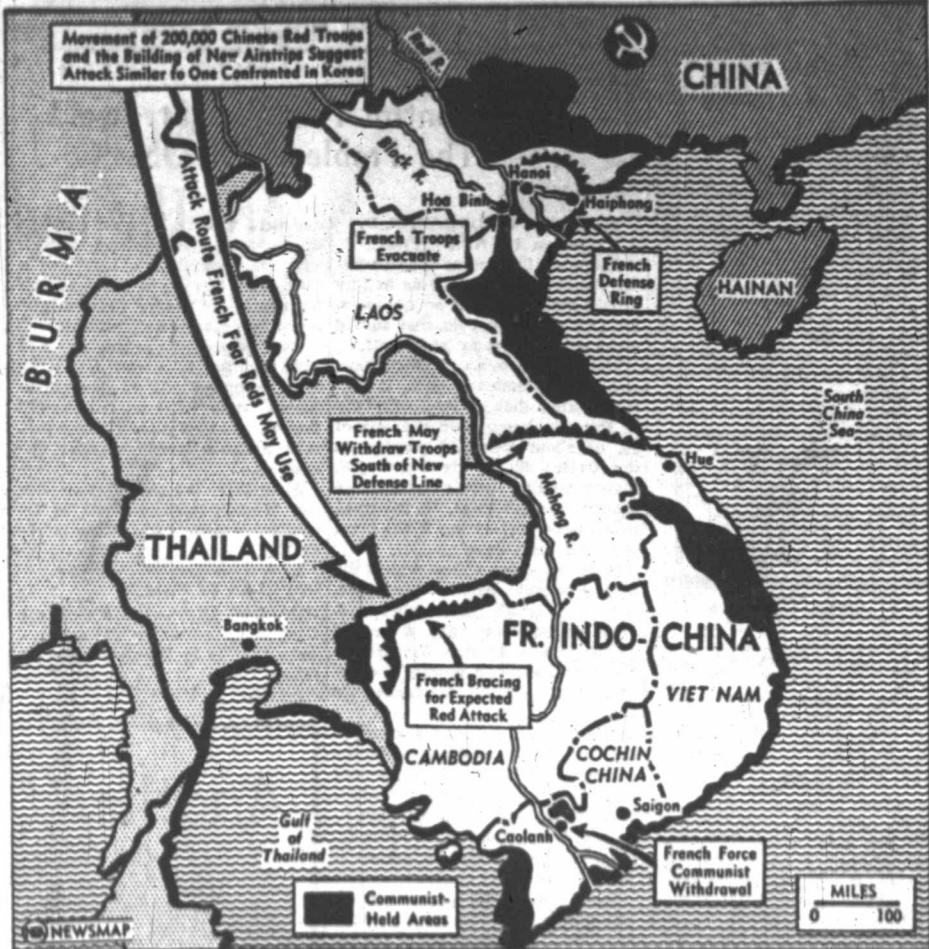 Movement of 200,000 Chinese Red Troops
and the Building of New Airstrips Suggest
Attack Similar to One Confronted in Korea
Red R.
CHINA
Black R.
Hanoi
Hoa Binh
Haiphong
French Troops
Evacuate
French
Defense
Ring
HAINAN
BURMA
Attack Route French Fear Reds May Use
LAOS
South
China
Sea
French May
Withdraw Troops
South of New
Defense Line
Hue
Mekong R.
THAILAND
Bangkok
FR. INDO-CHINA
French Bracing
for Expected
Red Attack
VIET NAM
CAMBODIA
COCHIN
CHINA
Saigon
Gulf
of
Thailand
Caolanh
French Force
Communist
Withdrawal
Communist-
Held Areas
MILES
0 100
NEWSMAP